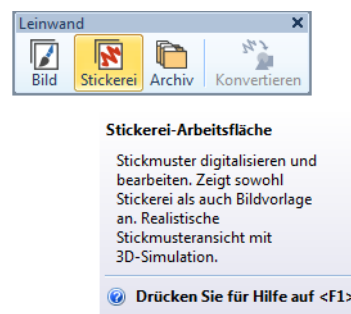 Leinwand
Bild Stickerei Archiv Konvertieren
Stickerei-Arbeitsfläche
Stickmuster digitalisieren und
bearbeiten. Zeigt sowohl
Stickerei als auch Bildvorlage
an. Realistische
Stickmusteransicht mit
3D-Simulation.
Drücken Sie für Hilfe auf <F1>